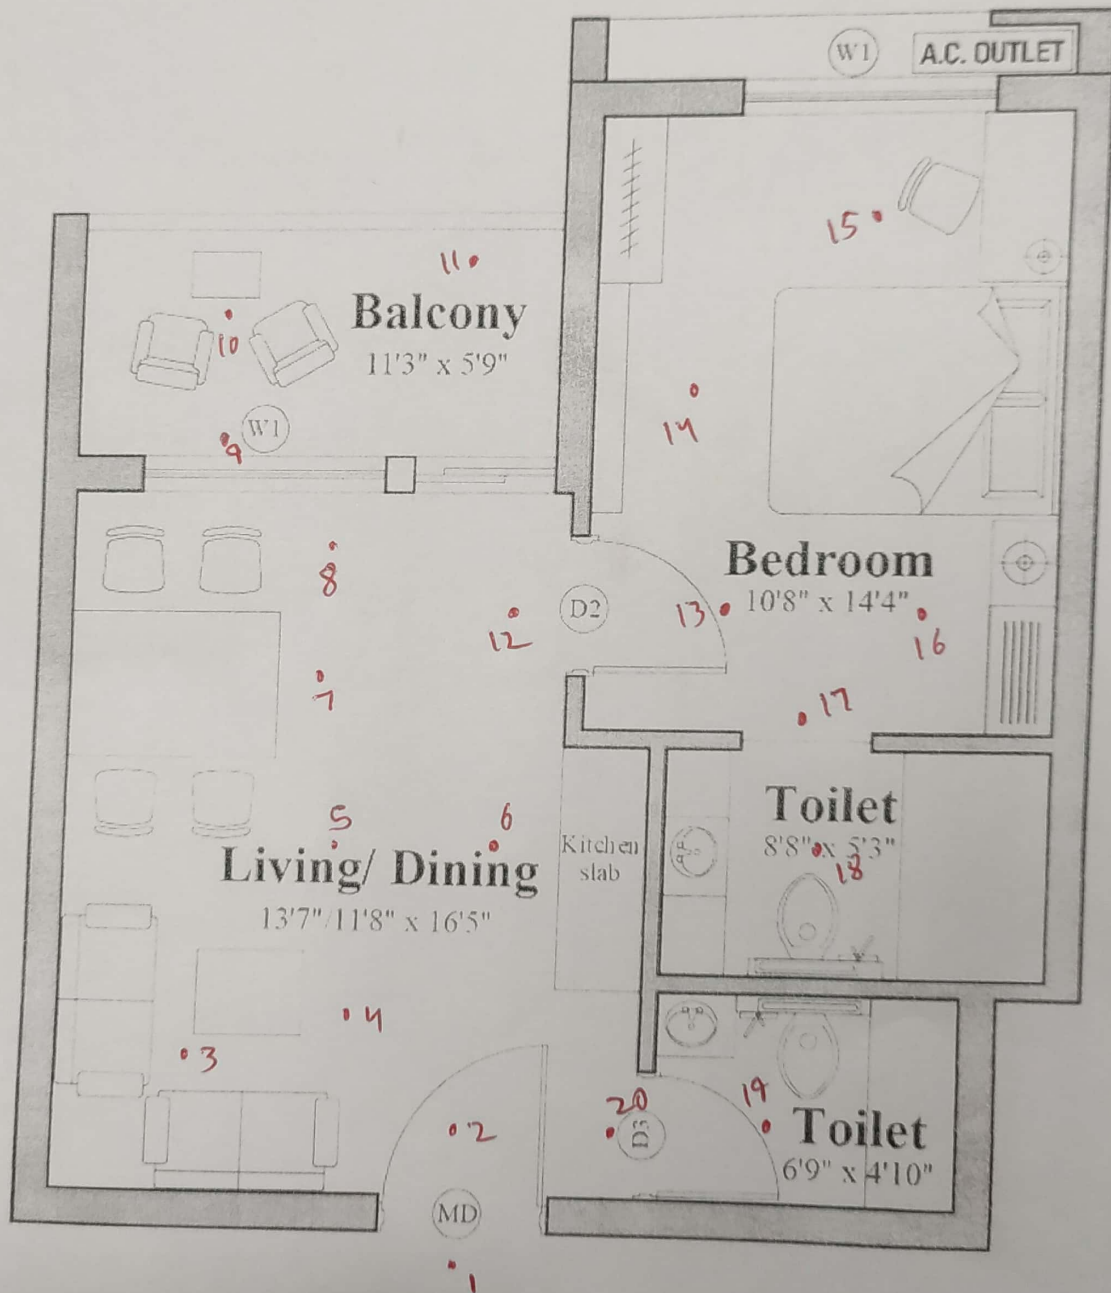 W1
A.C. OUTLET
15
11
Balcony
11'3" x 5'9"
10
14
W1
9
8
Bedroom
10'8" x 14'4"
12
D2
13
16
7
17
5
6
Toilet
8'8" x 5'3"
18
Kitchen
slab
Living/ Dining
13'7"/11'8" x 16'5"
4
3
2
20
19
D3
Toilet
6'9" x 4'10"
MD
1